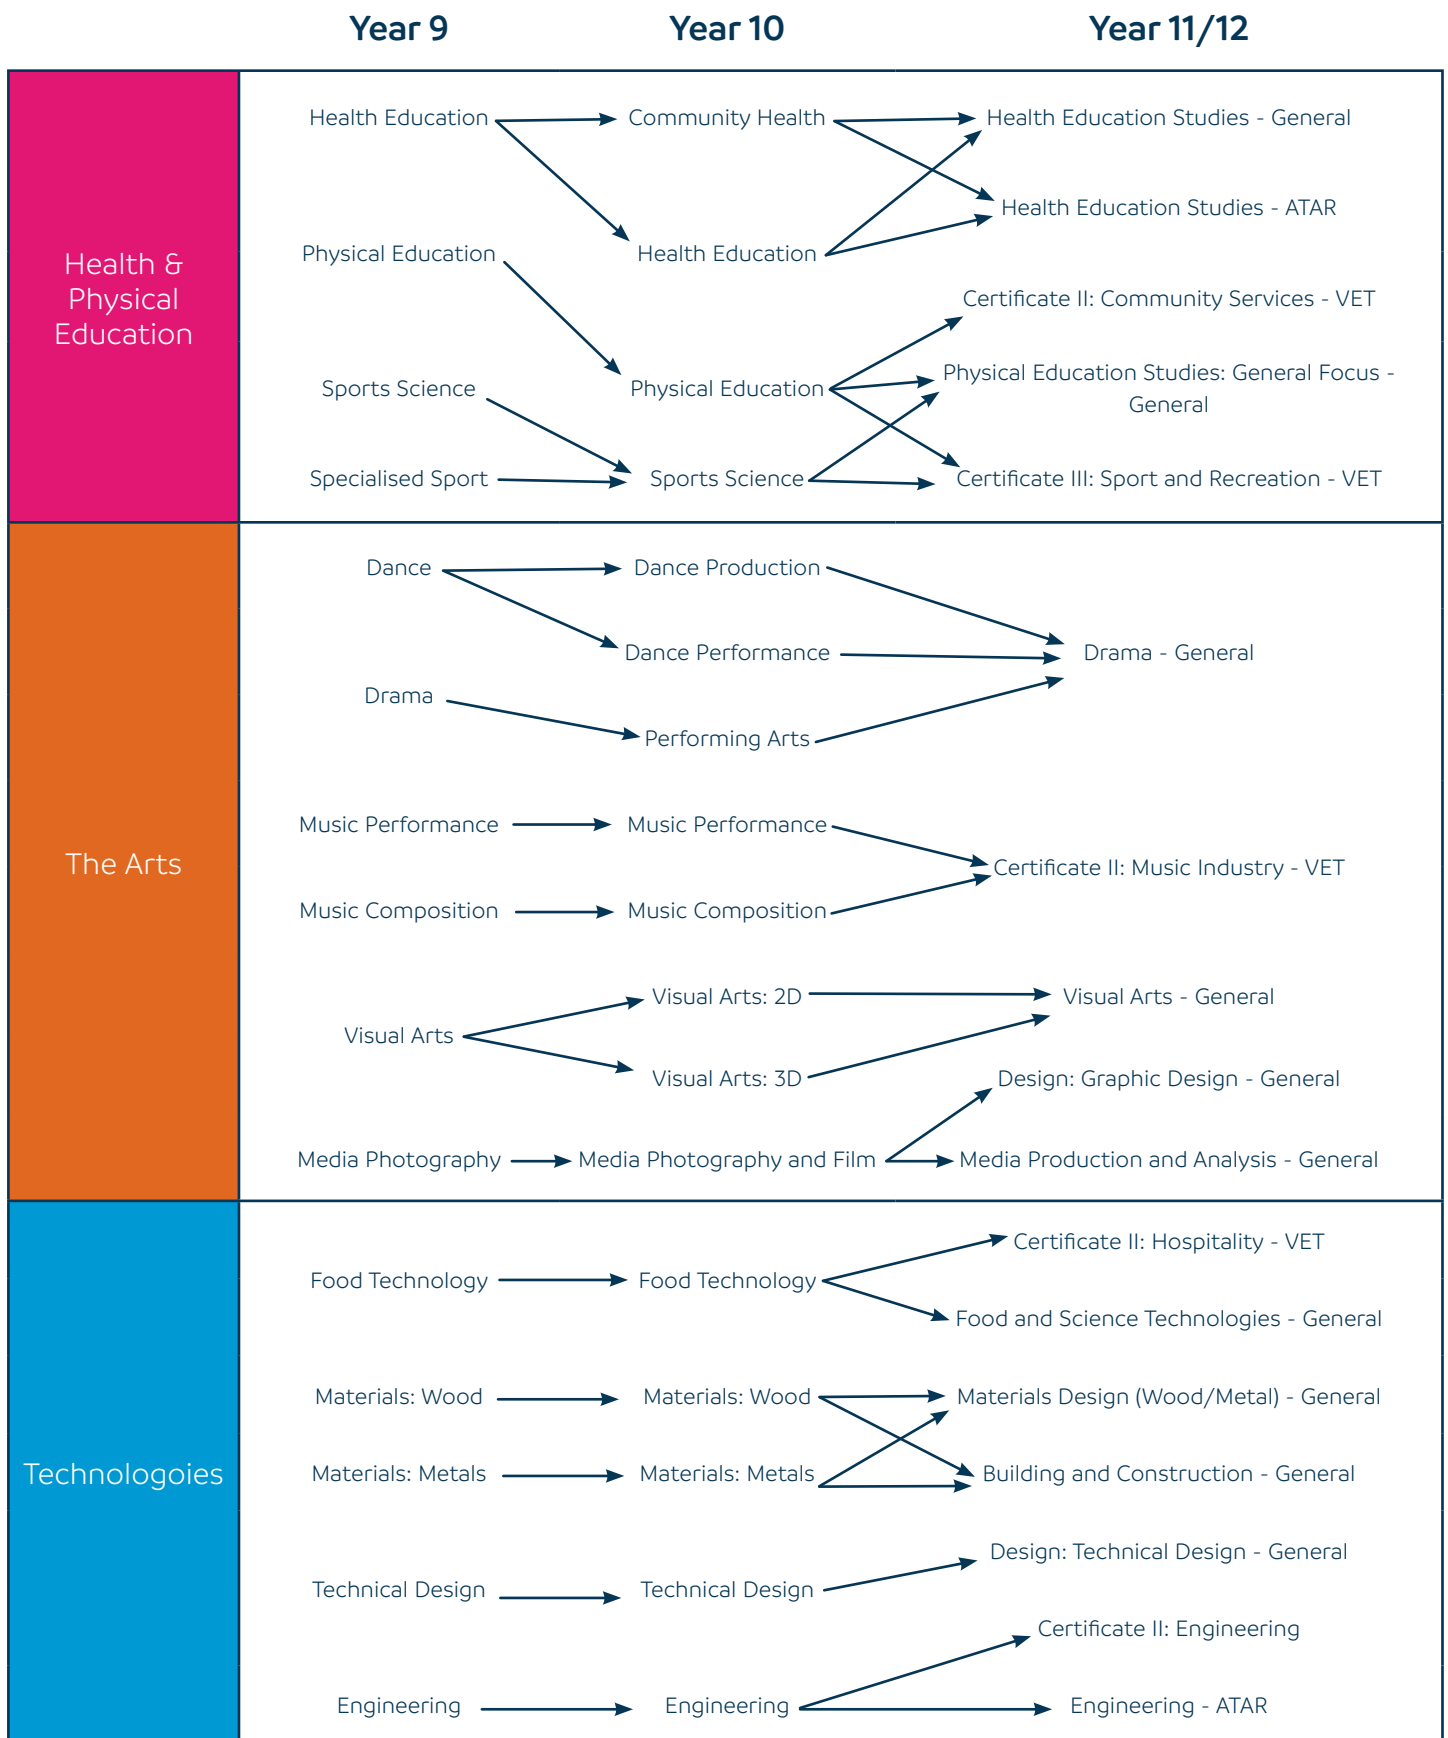 Year 9 Year 10 Year 11/12
Health &
Physical
Education
Health Education Community Health Health Education Studies - General
Health Education Studies - ATAR
Physical Education Health Education
Certificate II: Community Services - VET
Sports Science Physical Education Physical Education Studies: General Focus -
General
Specialised Sport Sports Science Certificate III: Sport and Recreation - VET
The Arts
Dance Dance Production
Dance Performance Drama - General
Drama
Performing Arts
Music Performance Music Performance
Certificate II: Music Industry - VET
Music Composition Music Composition
Visual Arts: 2D Visual Arts - General
Visual Arts
Visual Arts: 3D Design: Graphic Design - General
Media Photography Media Photography and Film Media Production and Analysis - General
Technologoies
Certificate II: Hospitality - VET
Food Technology Food Technology
Food and Science Technologies - General
Materials: Wood Materials: Wood Materials Design (Wood/Metal) - General
Materials: Metals Materials: Metals Building and Construction - General
Design: Technical Design - General
Technical Design Technical Design
Certificate II: Engineering
Engineering Engineering Engineering - ATAR